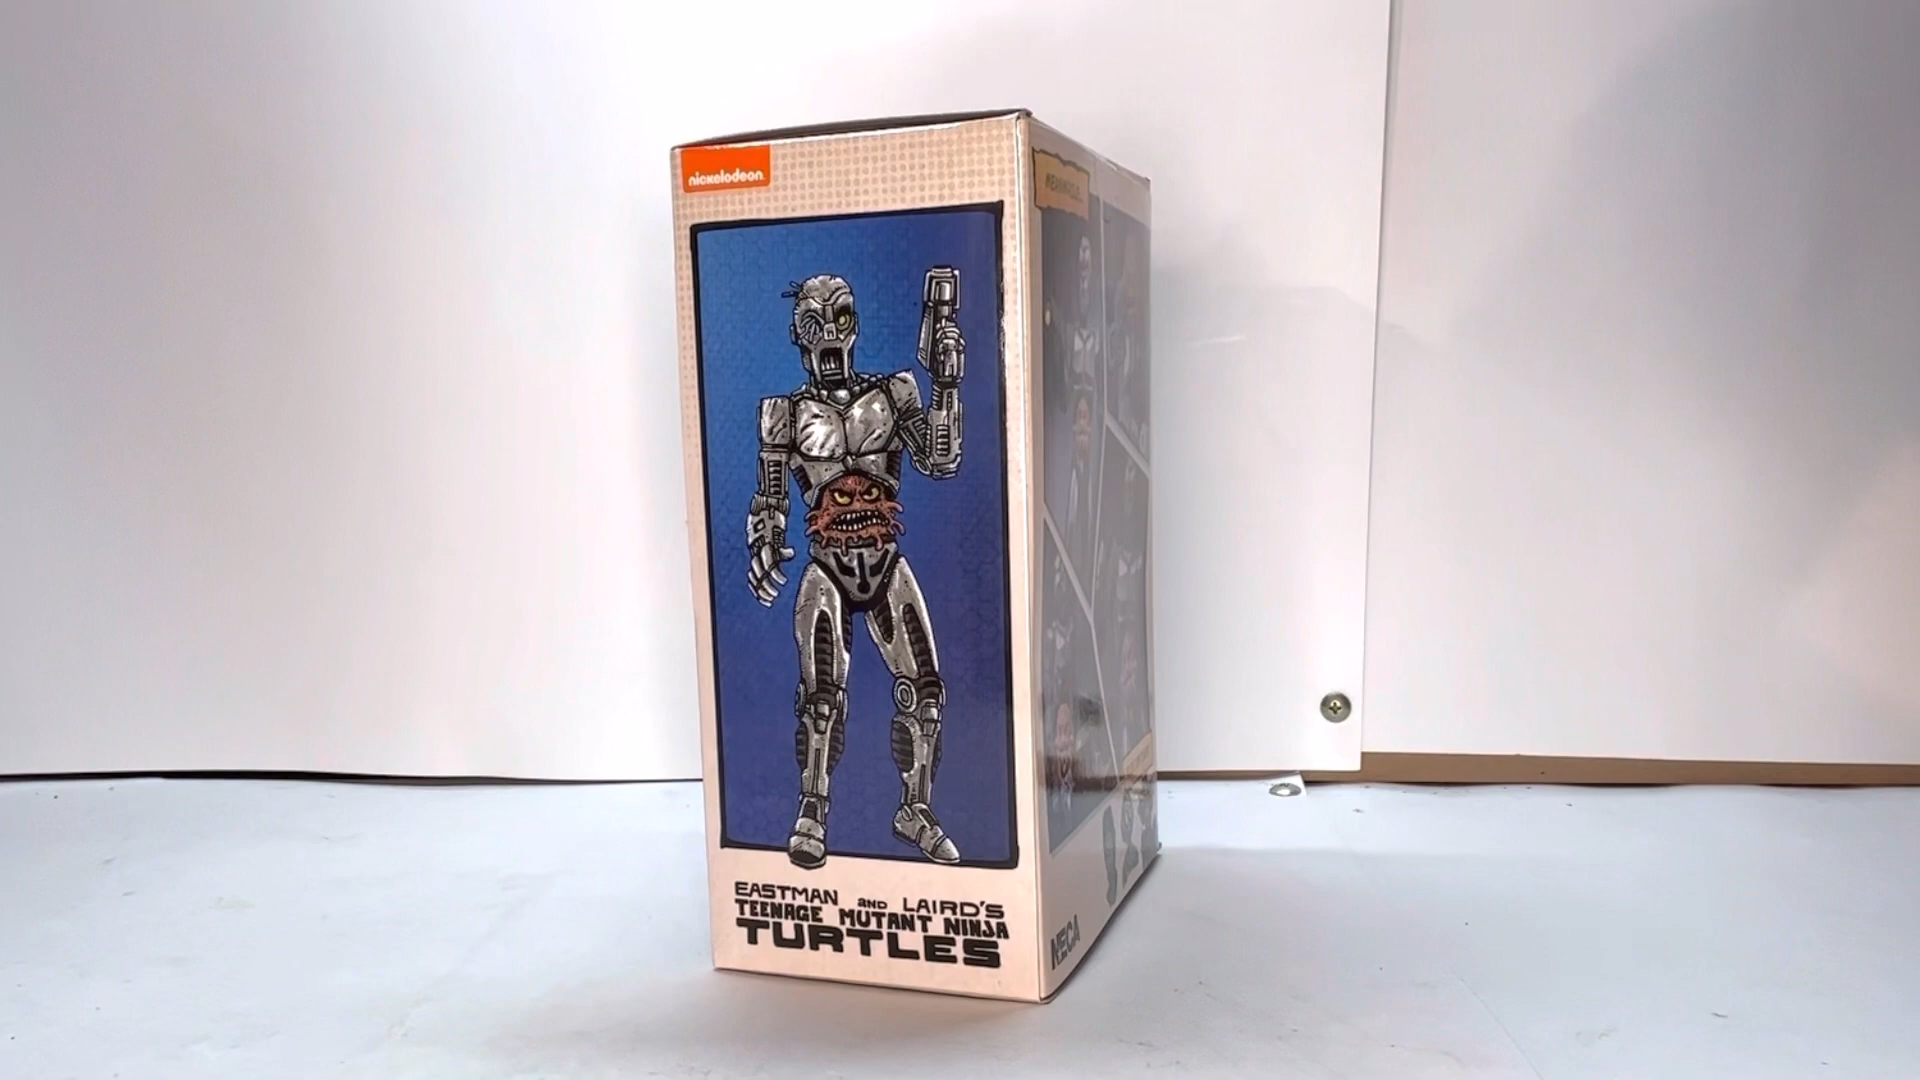 nickelodeon
EASTMAN AND LAIRD'S
TEENAGE MUTANT NINJA
TURTLES
NECA